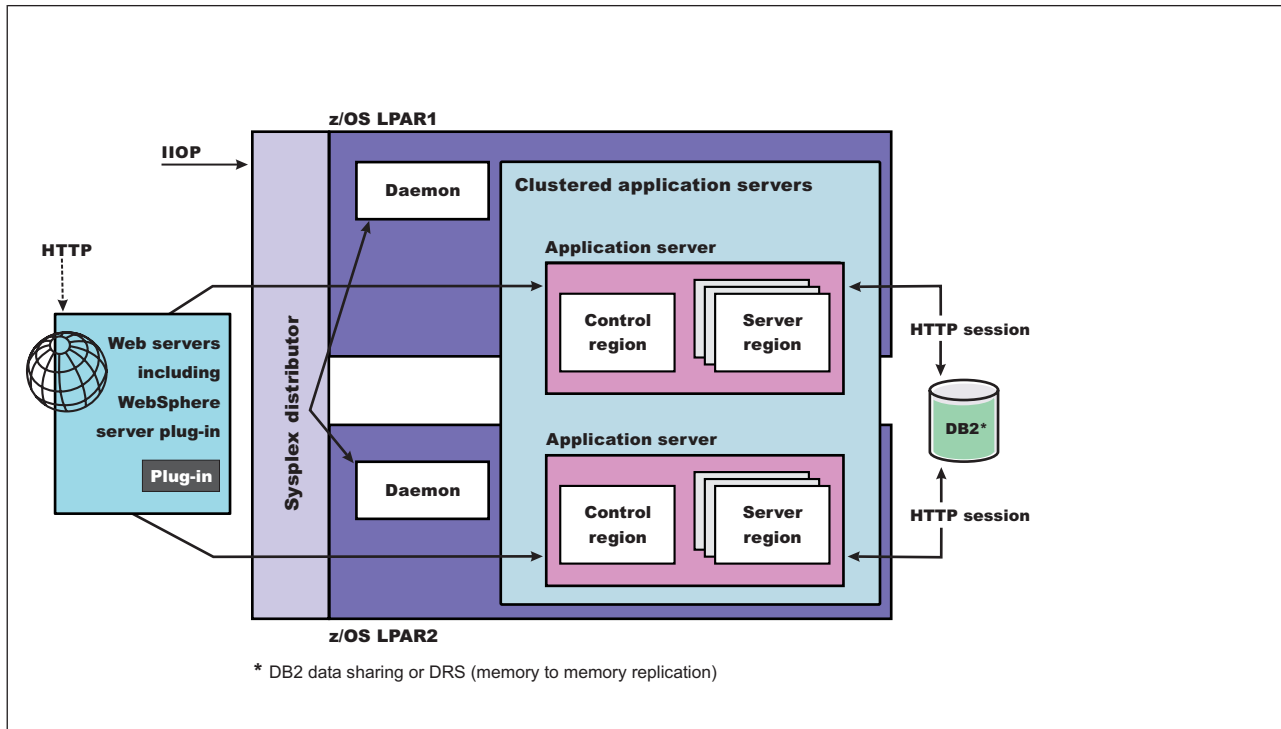 z/OS LPAR1
IIOP
Daemon
Clustered application servers
HTTP
Application server
Control
region
Server
region
HTTP session
Web servers
including
WebSphere
server plug-in
Plug-in
Sysplex distributor
DB2*
Application server
Daemon
Control
region
Server
region
HTTP session
z/OS LPAR2
* DB2 data sharing or DRS (memory to memory replication)